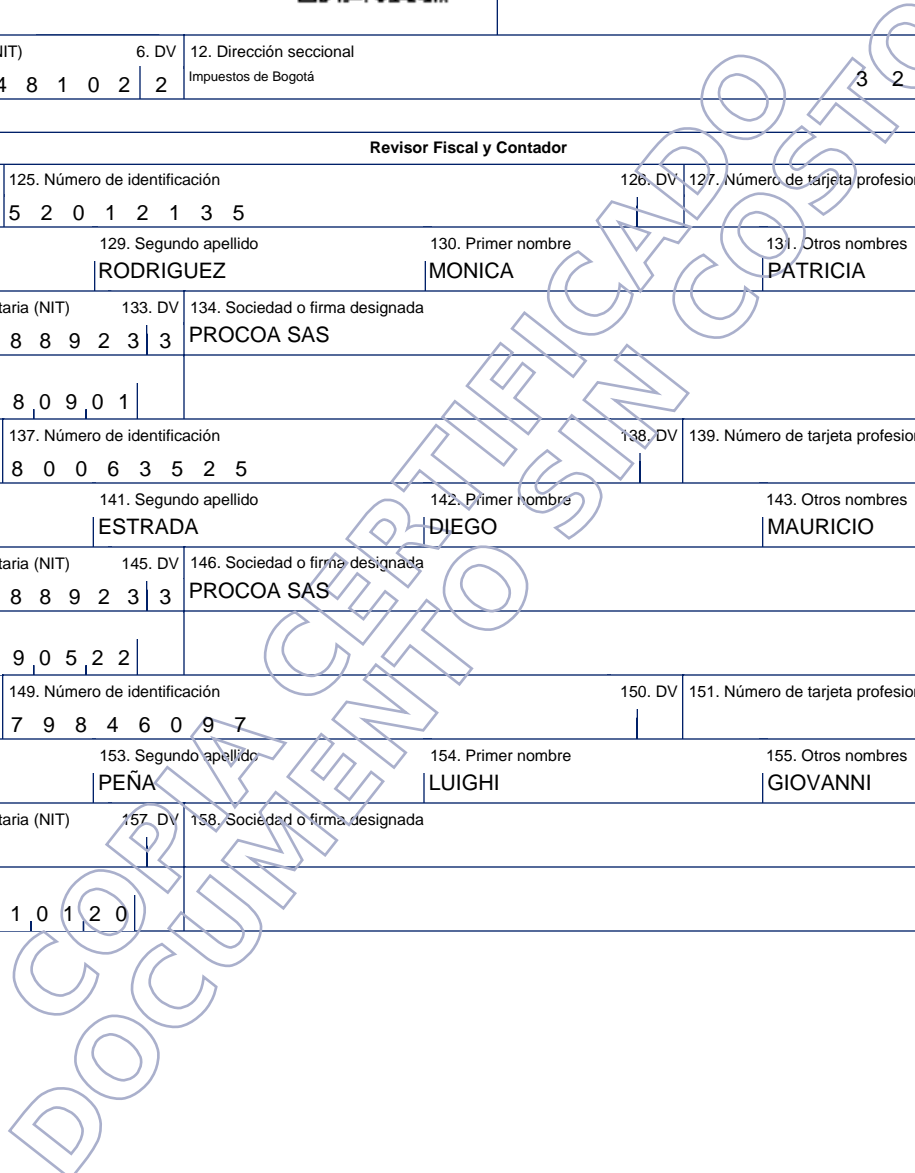 IIT) 6. DV 12. Dirección seccional
4 8 1 0 2 2 2 Impuestos de Bogotá 3 2
Revisor Fiscal y Contador
125. Número de identificación 126. DV 127. Número de tarjeta profesion
5 2 0 1 2 1 3 5
129. Segundo apellido 130. Primer nombre 131. Otros nombres
RODRIGUEZ MONICA PATRICIA
taria (NIT) 133. DV 134. Sociedad o firma designada
8 8 9 2 3 3 PROCOA SAS
8 0 9 0 1
137. Número de identificación 138. DV 139. Número de tarjeta profesion
8 0 0 6 3 5 2 5
141. Segundo apellido 142. Primer nombre 143. Otros nombres
ESTRADA DIEGO MAURICIO
taria (NIT) 145. DV 146. Sociedad o firma designada
8 8 9 2 3 3 PROCOA SAS
9 0 5 2 2
149. Número de identificación 150. DV 151. Número de tarjeta profesion
7 9 8 4 6 0 9 7
153. Segundo apellido 154. Primer nombre 155. Otros nombres
PEÑA LUIGHI GIOVANNI
taria (NIT) 157. DV 158. Sociedad o firma designada
1 0 1 2 0
COPIA CERTIFICADO
DOCUMENTO SIN COSTO